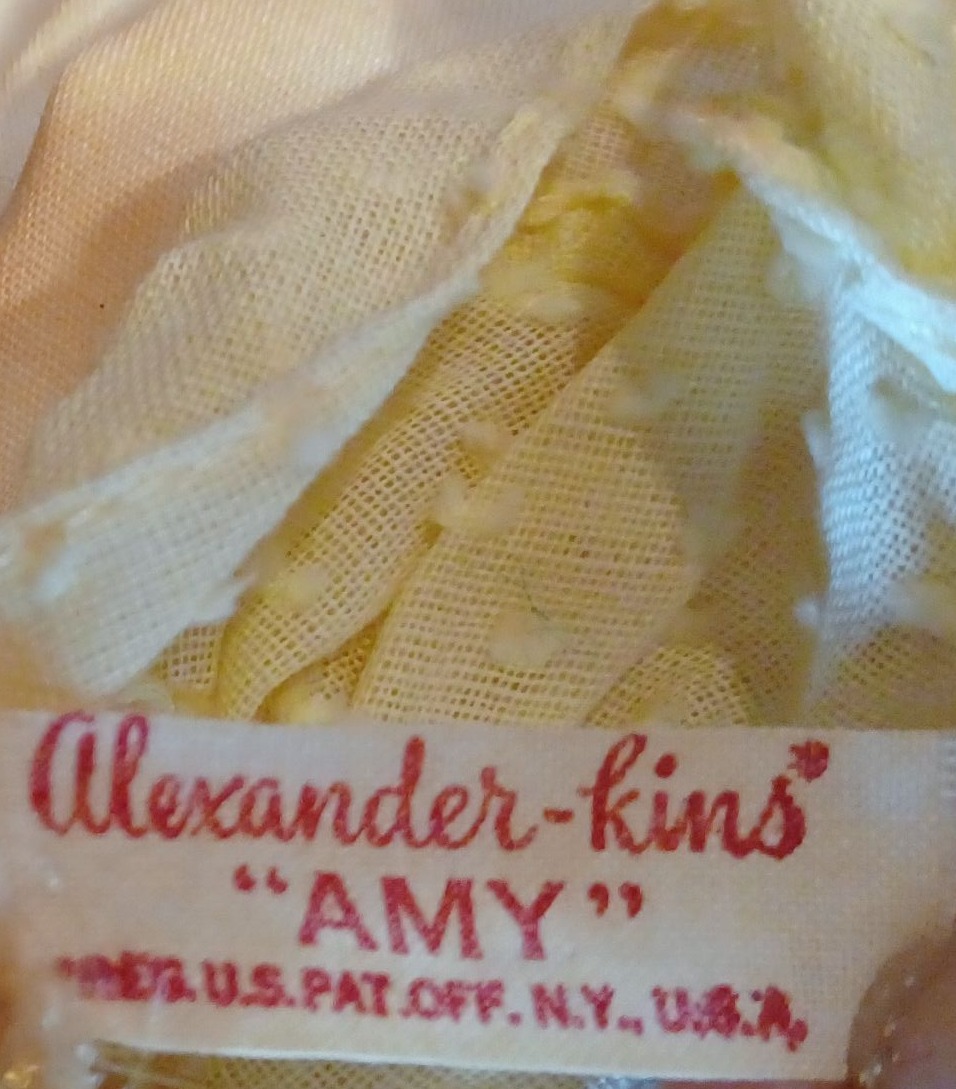 Alexander-kins*
“AMY”
*REG. U.S. PAT. OFF. N.Y., U.S.A.